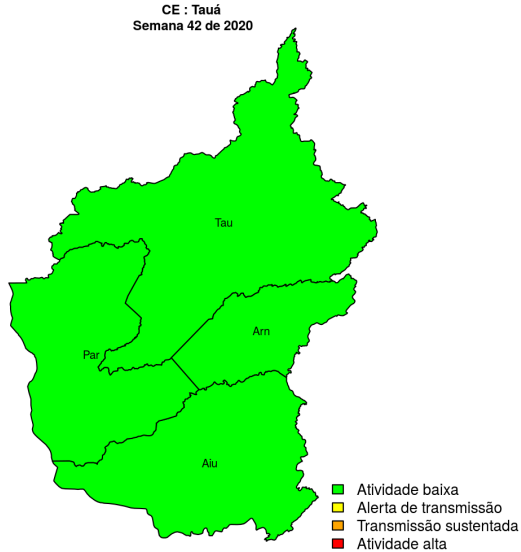 CE : Tauá
Semana 42 de 2020
Tau
Arn
Par
Aiu
Atividade baixa
Alerta de transmissão
Transmissão sustentada
Atividade alta